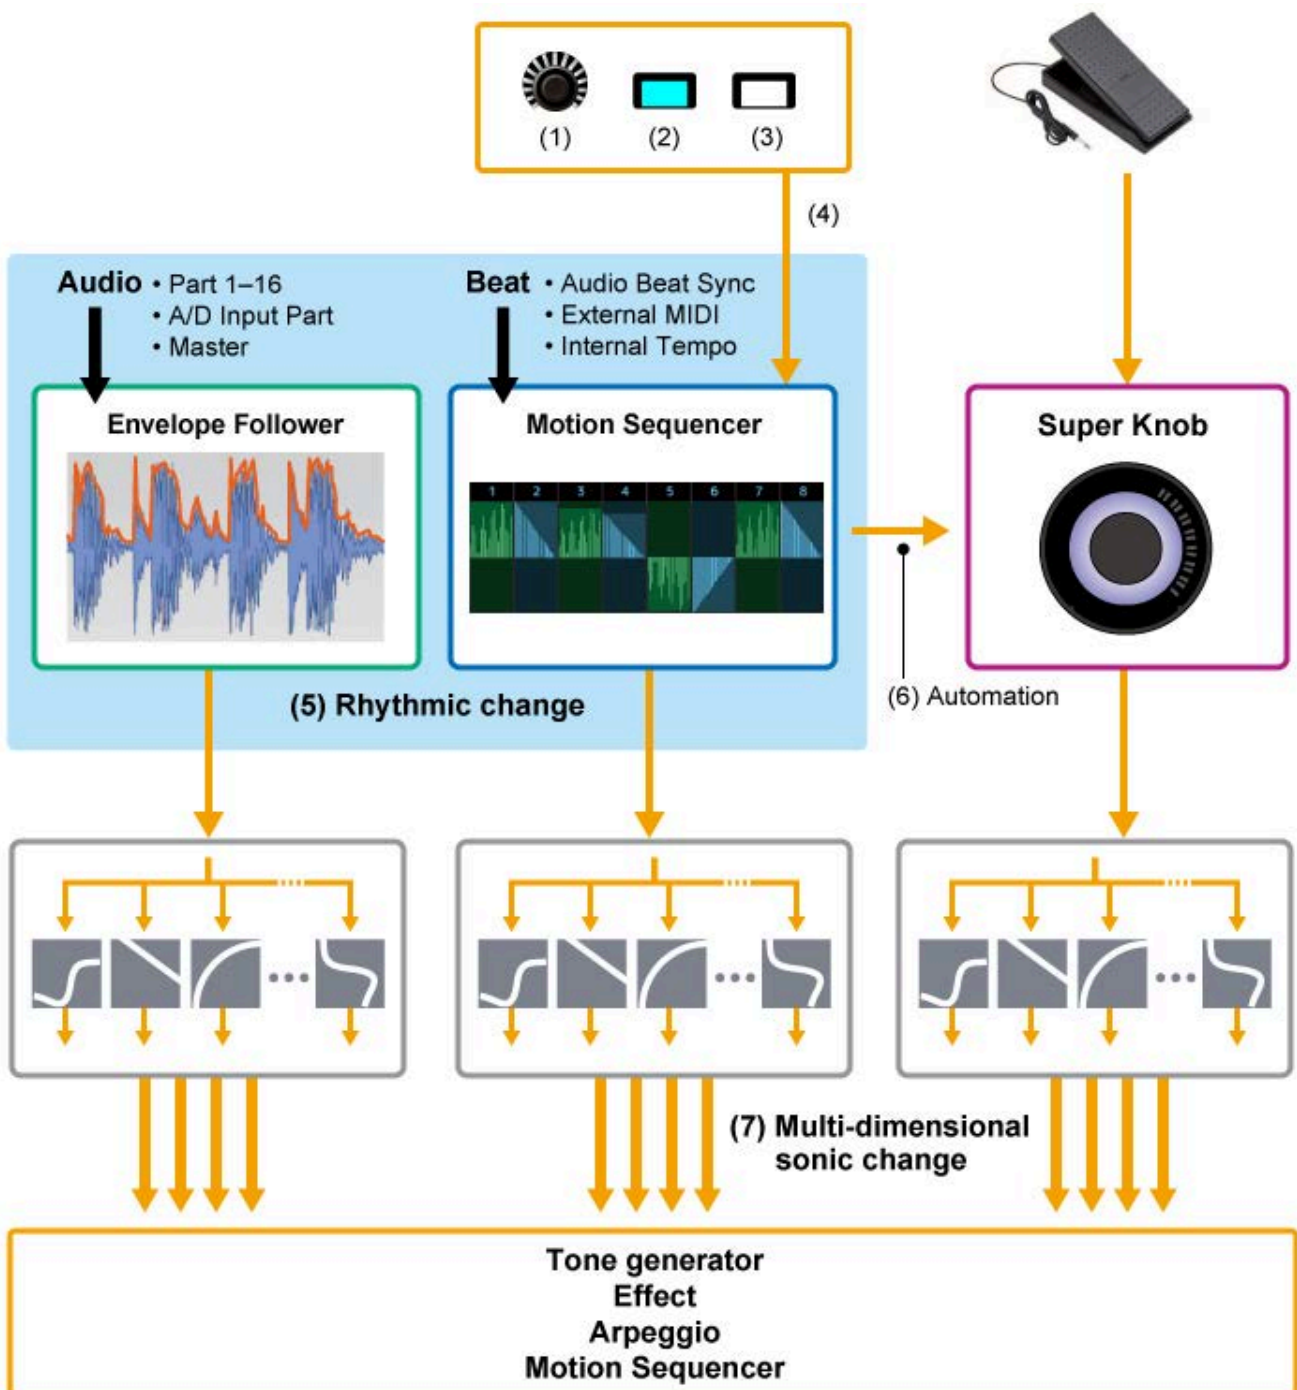 (1) (2) (3)
(4)
Audio • Part 1–16
• A/D Input Part
• Master
Beat • Audio Beat Sync
• External MIDI
• Internal Tempo
Envelope Follower
Motion Sequencer
1 2 3 4 5 6 7 8
Super Knob
(5) Rhythmic change
(6) Automation
(7) Multi-dimensional
sonic change
Tone generator
Effect
Arpeggio
Motion Sequencer